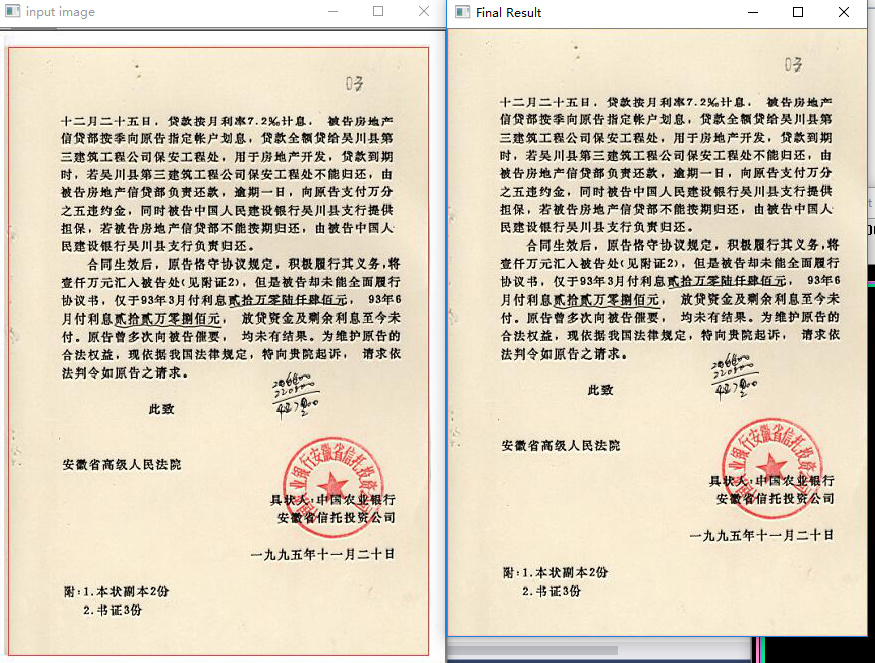 input image
03
十二月二十五日，贷款按月利率7.2‰计息， 被告房地产
信贷部按季向原告指定帐户划息，贷款全额贷给吴川县第
三建筑工程公司保安工程处，用于房地产开发，贷款到期
时，若吴川县第三建筑工程公司保安工程处不能归还，由
被告房地产信贷部负责还款，逾期一日，向原告支付万分
之五违约金，同时被告中国人民建设银行吴川县支行提供
担保，若被告房地产信贷部不能按期归还，由被告中国人
民建设银行吴川县支行负责归还。
合同生效后，原告恪守协议规定。积极履行其义务，将
壹仟万元汇入被告处(见附证2)，但是被告却未能全面履行
协议书，仅于93年3月付利息贰拾万零陆仟肆佰元， 93年6
月付利息贰拾贰万零捌佰元， 放贷资金及剩余利息至今未
付。原告曾多次向被告催要， 均未有结果。为维护原告的
合法权益，现依据我国法律规定，特向贵院起诉， 请求依
法判令如原告之请求。
此致
安徽省高级人民法院
具状人:中国农业银行
安徽省信托投资公司
一九九五年十一月二十日
附:1.本状副本2份
2.书证3份
Final Result
03
十二月二十五日，贷款按月利率7.2‰计息， 被告房地产
信贷部按季向原告指定帐户划息，贷款全额贷给吴川县第
三建筑工程公司保安工程处，用于房地产开发，贷款到期
时，若吴川县第三建筑工程公司保安工程处不能归还，由
被告房地产信贷部负责还款，逾期一日，向原告支付万分
之五违约金，同时被告中国人民建设银行吴川县支行提供
担保，若被告房地产信贷部不能按期归还，由被告中国人
民建设银行吴川县支行负责归还。
合同生效后，原告恪守协议规定。积极履行其义务，将
壹仟万元汇入被告处(见附证2)，但是被告却未能全面履行
协议书，仅于93年3月付利息贰拾万零陆仟肆佰元， 93年6
月付利息贰拾贰万零捌佰元， 放贷资金及剩余利息至今未
付。原告曾多次向被告催要， 均未有结果。为维护原告的
合法权益，现依据我国法律规定，特向贵院起诉， 请求依
法判令如原告之请求。
此致
安徽省高级人民法院
具状人:中国农业银行
安徽省信托投资公司
一九九五年十一月二十日
附:1.本状副本2份
2.书证3份